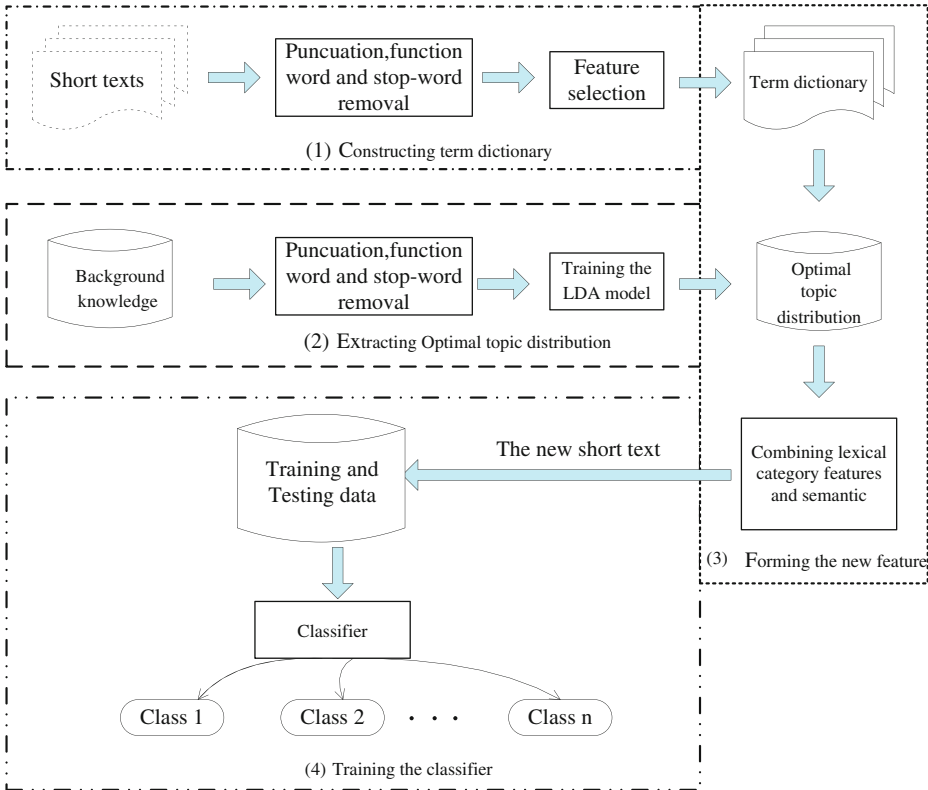 Short texts
Puncuation,function
word and stop-word
removal
Feature
selection
Term dictionary
(1) Constructing term dictionary
Background
knowledge
Puncuation,function
word and stop-word
removal
Training the
LDA model
Optimal
topic
distribution
(2) Extracting Optimal topic distribution
Training and
Testing data
The new short text
Combining lexical
category features
and semantic
(3) Forming the new feature
Classifier
Class 1
Class 2
. . .
Class n
(4) Training the classifier